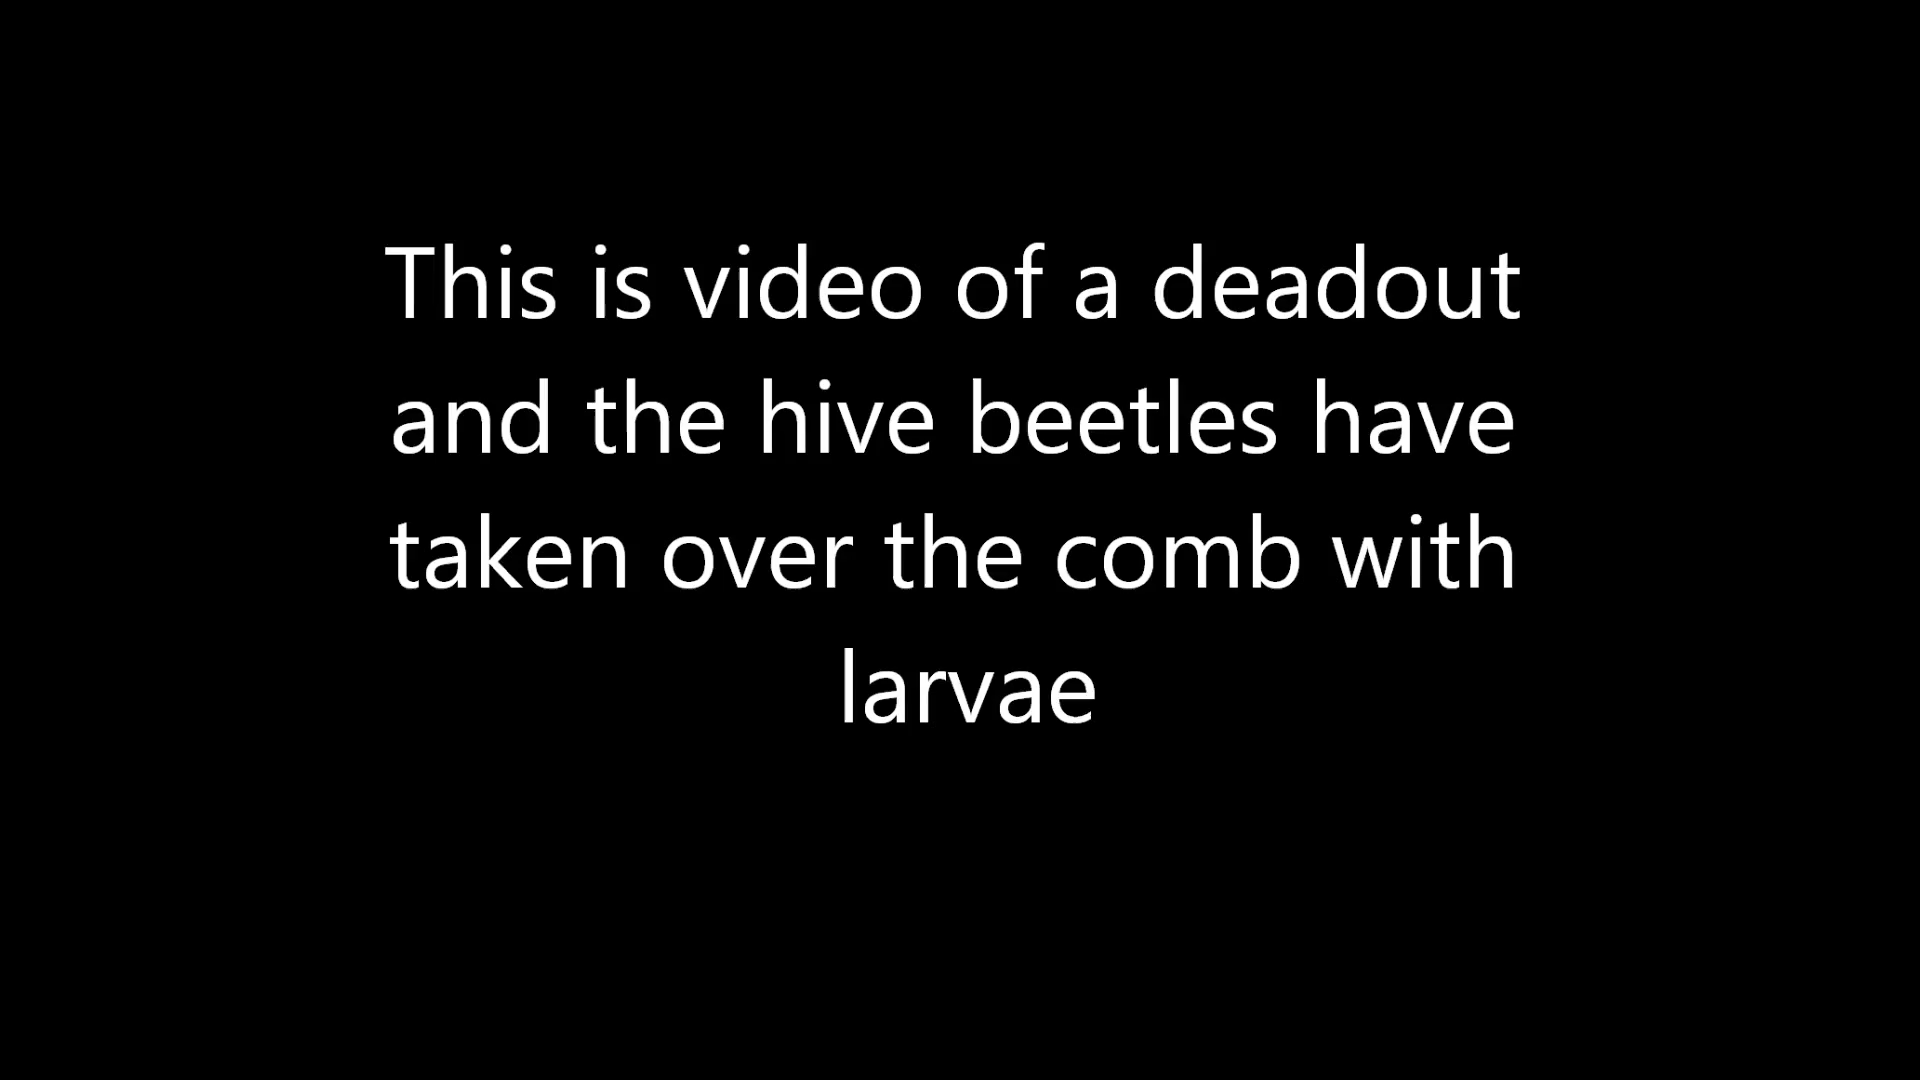 This is video of a deadout
and the hive beetles have
taken over the comb with
larvae